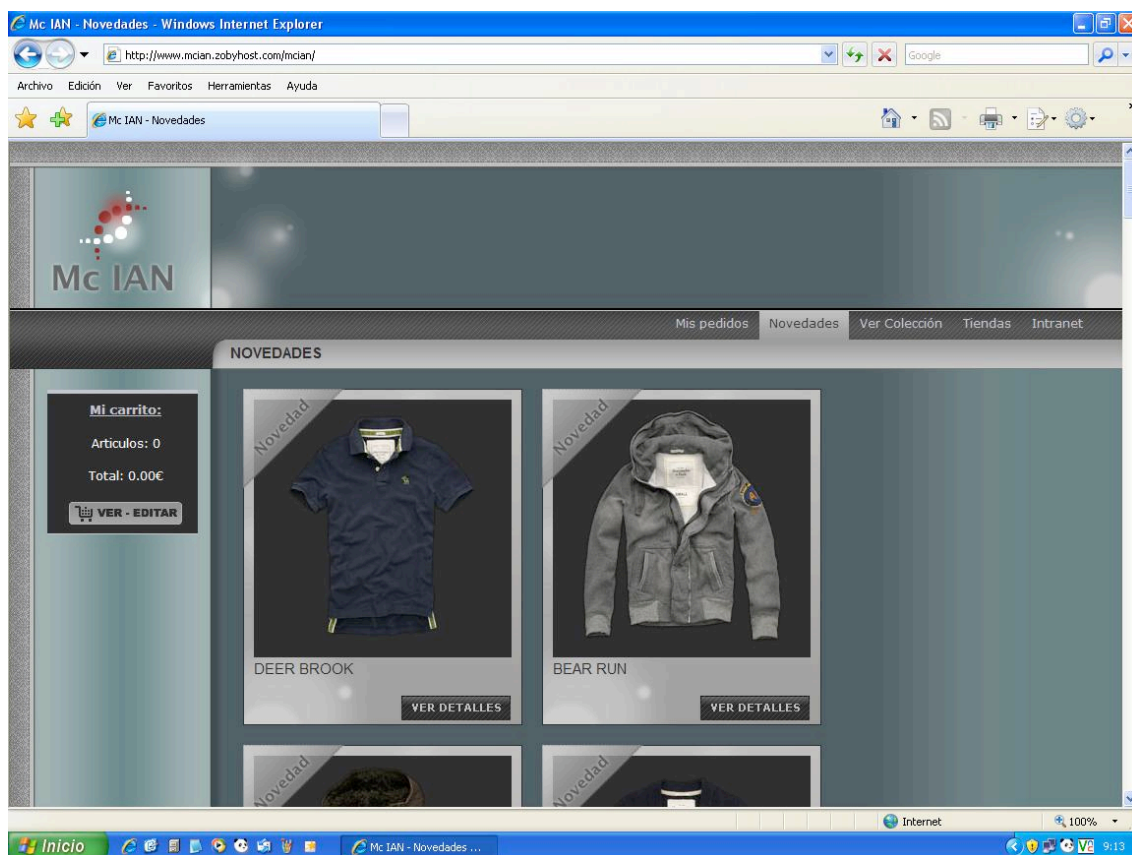 Mc IAN - Novedades - Windows Internet Explorer
http://www.mcian.zobyhost.com/mcian/
Google
Archivo Edición Ver Favoritos Herramientas Ayuda
Mc IAN - Novedades
Mc IAN
Mis pedidos Novedades Ver Colección Tiendas Intranet
NOVEDADES
Mi carrito:
Articulos: 0
Total: 0.00€
VER - EDITAR
Novedad
DEER BROOK
VER DETALLES
Novedad
BEAR RUN
VER DETALLES
Novedad
Novedad
Internet 100%
Inicio Mc IAN - Novedades ... 9:13